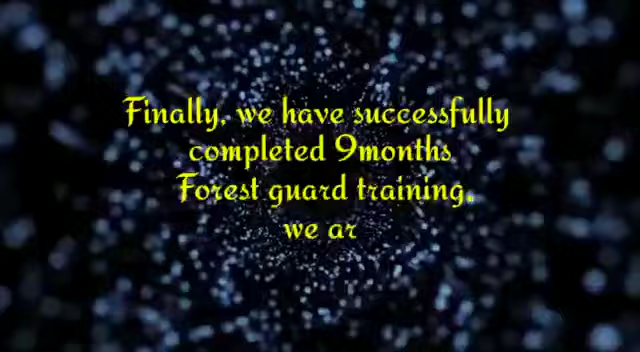 Finally, we have successfully
completed 9months
Forest guard training,
we ar